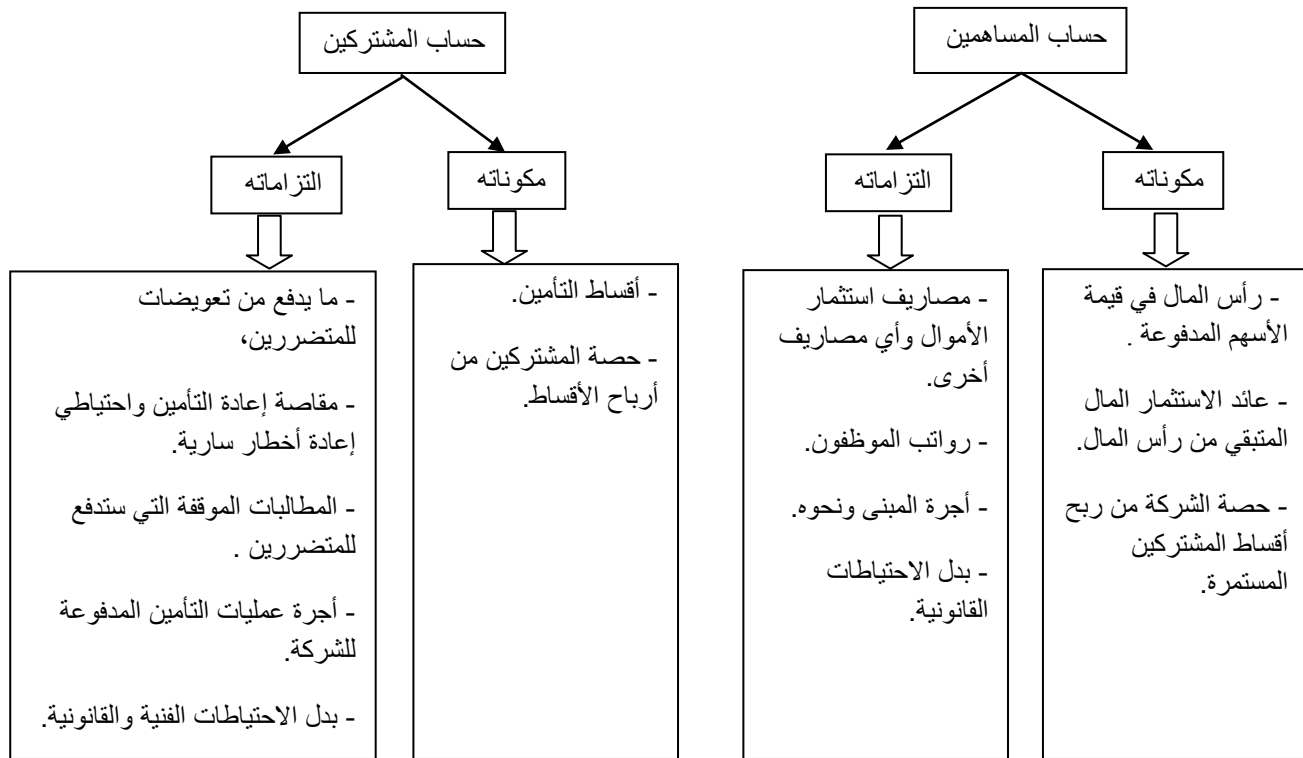 حساب المساهمين
مكوناته
- رأس المال في قيمة
الأسهم المدفوعة .
- عائد الاستثمار المال
المتبقي من رأس المال.
- حصة الشركة من ربح
أقساط المشتركين
المستمرة.
التزاماته
- مصاريف استثمار
الأموال وأي مصاريف
أخرى.
- رواتب الموظفون.
- أجرة المبنى ونحوه.
- بدل الاحتياطات
القانونية.
حساب المشتركين
مكوناته
- أقساط التأمين.
- حصة المشتركين من
أرباح الأقساط.
التزاماته
- ما يدفع من تعويضات
للمتضررين،
- مقاصة إعادة التأمين واحتياطي
إعادة أخطار سارية.
- المطالبات الموقفة التي ستدفع
للمتضررين .
- أجرة عمليات التأمين المدفوعة
للشركة.
- بدل الاحتياطات الفنية والقانونية.